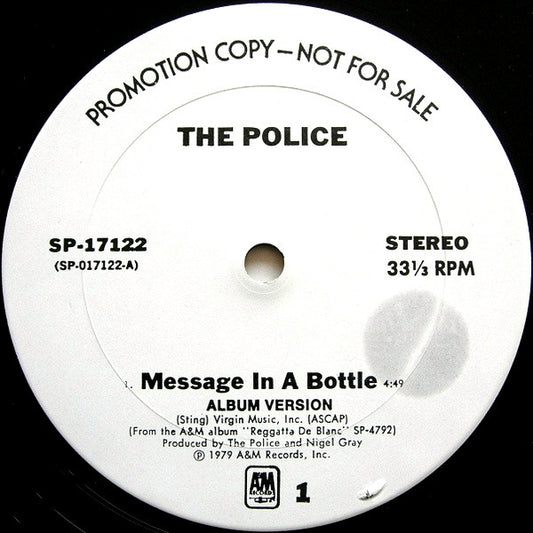 PROMOTION COPY—NOT FOR SALE
THE POLICE
SP-17122
(SP-017122-A)
STEREO
33⅓ RPM
1. Message In A Bottle 4:49
ALBUM VERSION
(Sting) Virgin Music, Inc. (ASCAP)
(From the A&M album "Reggatta De Blanc" SP-4792)
Produced by The Police and Nigel Gray
℗ 1979 A&M Records, Inc.
A&M
RECORDS
1